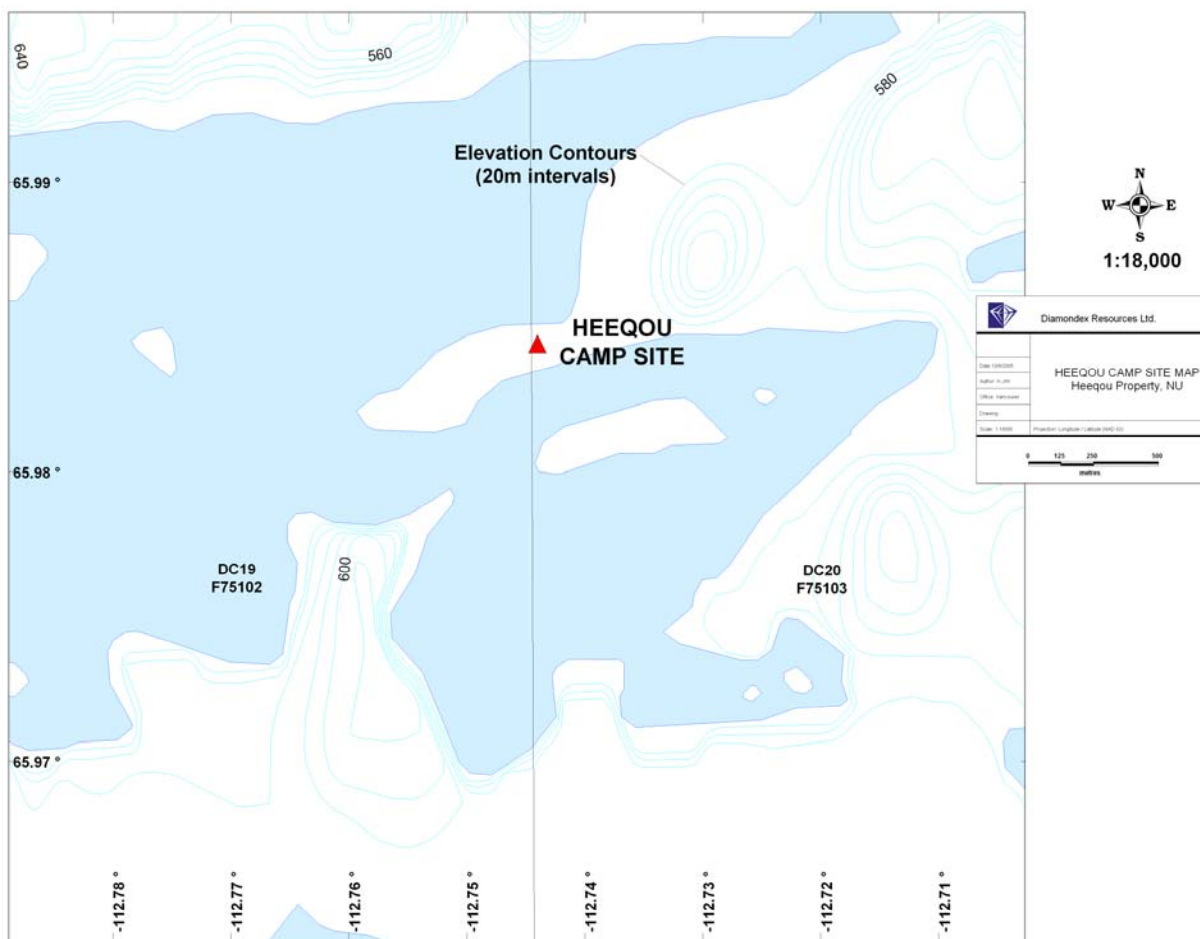 640
560
580
Elevation Contours
(20m intervals)
65.99 °
N
W E
S
1:18,000
HEEQOU
CAMP SITE
Diamondex Resources Ltd.
HEEQOU CAMP SITE MAP
Heeqou Property, NU
Drawing:
0 125 250 500
metres
65.98 °
DC19
F75102
600
DC20
F75103
65.97 °
-112.78 °
-112.77 °
-112.76 °
-112.75 °
-112.74 °
-112.73 °
-112.72 °
-112.71 °